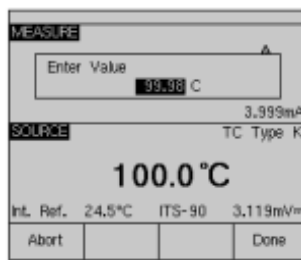 MEASURE
A
Enter Value
99.98 C
3.999mA
SOURCE TC Type K
100.0°C
Int. Ref. 24.5°C ITS-90 3.119mV
Abort Done